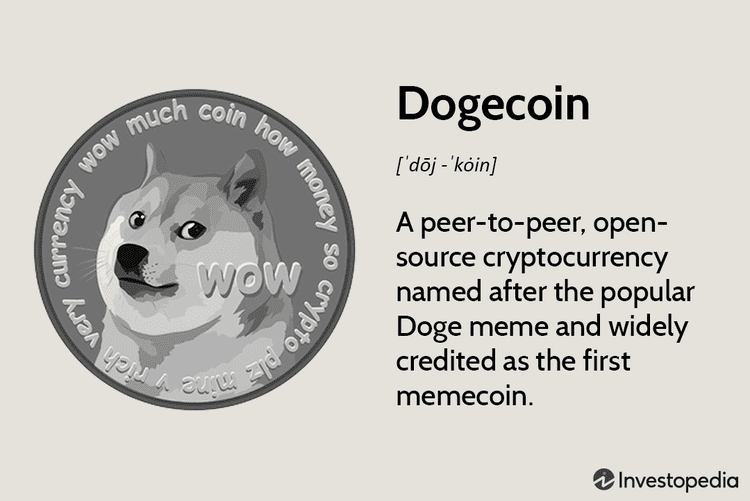 very currency wow much coin how money so crypto plz mine v rich
wow
Dogecoin
[ˈdōj -ˈkȯin]
A peer-to-peer, open-
source cryptocurrency
named after the popular
Doge meme and widely
credited as the first
memecoin.
Investopedia